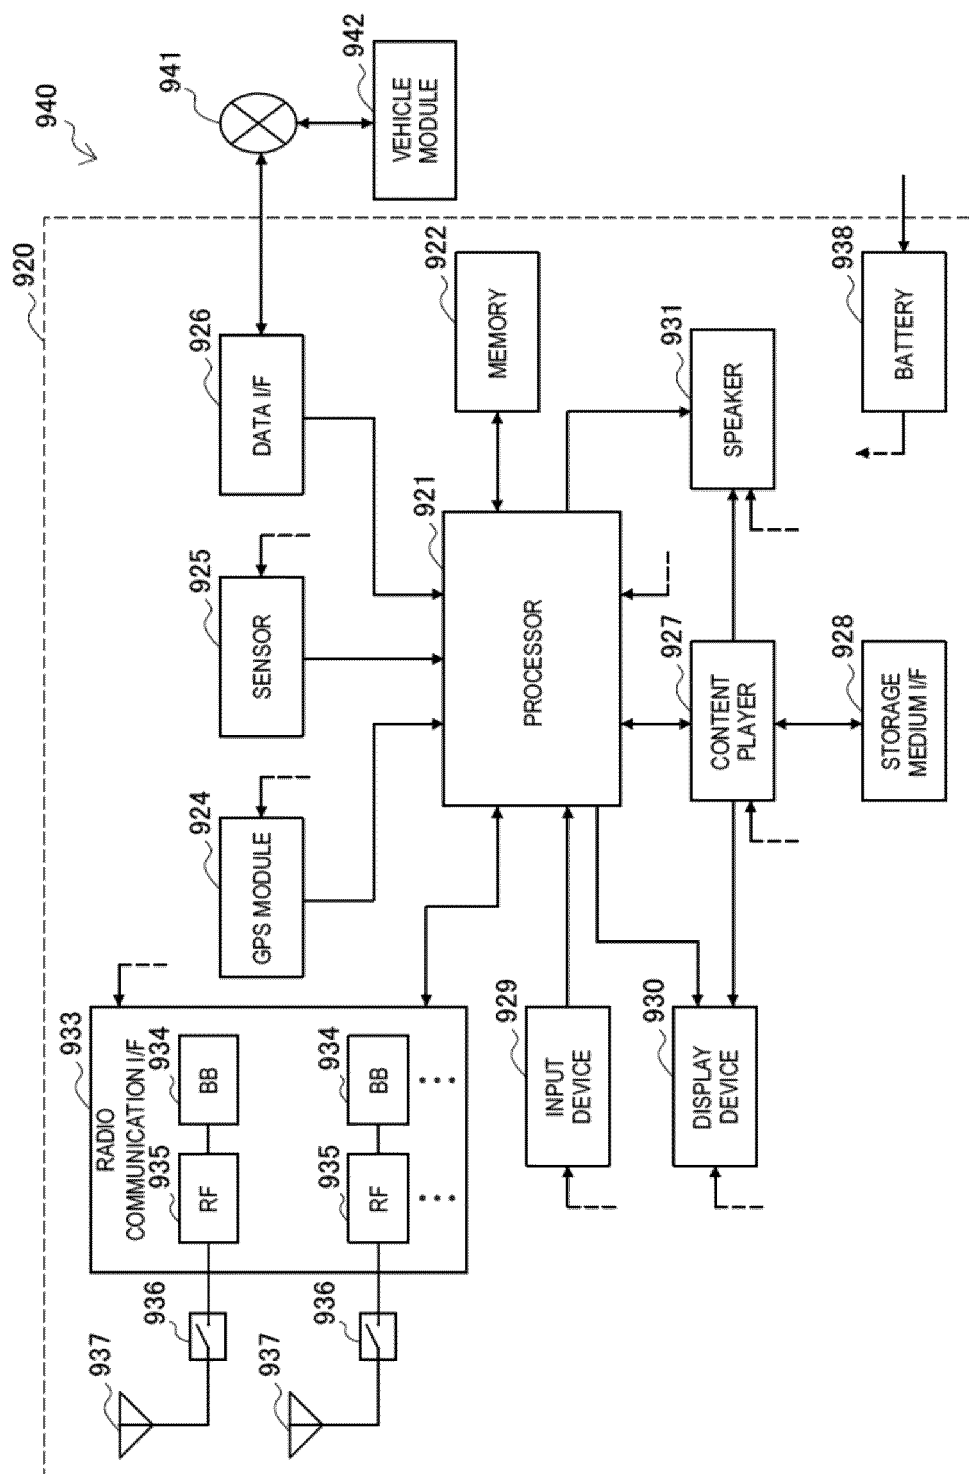 940
920
933
RADIO
COMMUNICATION I/F
937
936
935
RF
934
BB
937
936
935
RF
934
BB
924
GPS MODULE
925
SENSOR
926
DATA I/F
941
942
VEHICLE
MODULE
921
PROCESSOR
922
MEMORY
929
INPUT
DEVICE
930
DISPLAY
DEVICE
927
CONTENT
PLAYER
931
SPEAKER
928
STORAGE
MEDIUM I/F
938
BATTERY